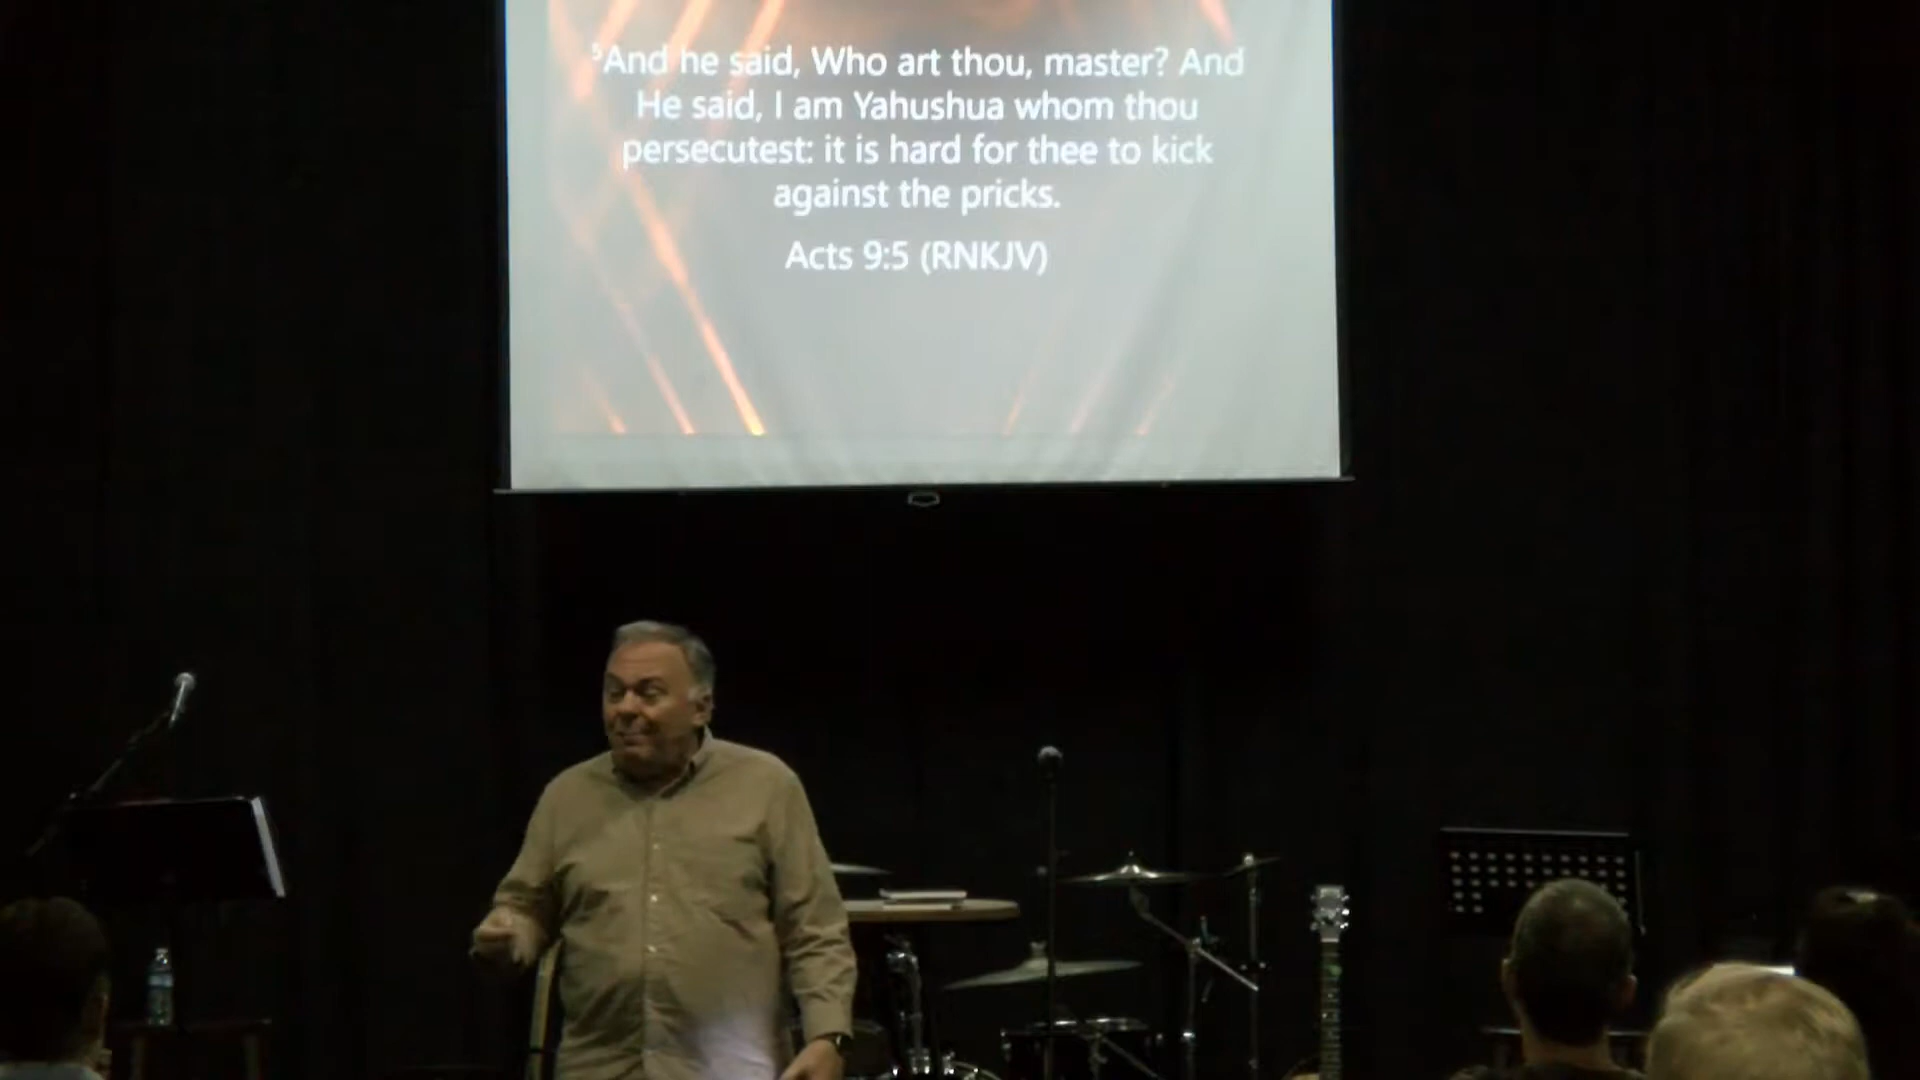 ⁵And he said, Who art thou, master? And
He said, I am Yahushua whom thou
persecutest: it is hard for thee to kick
against the pricks.
Acts 9:5 (RNKJV)